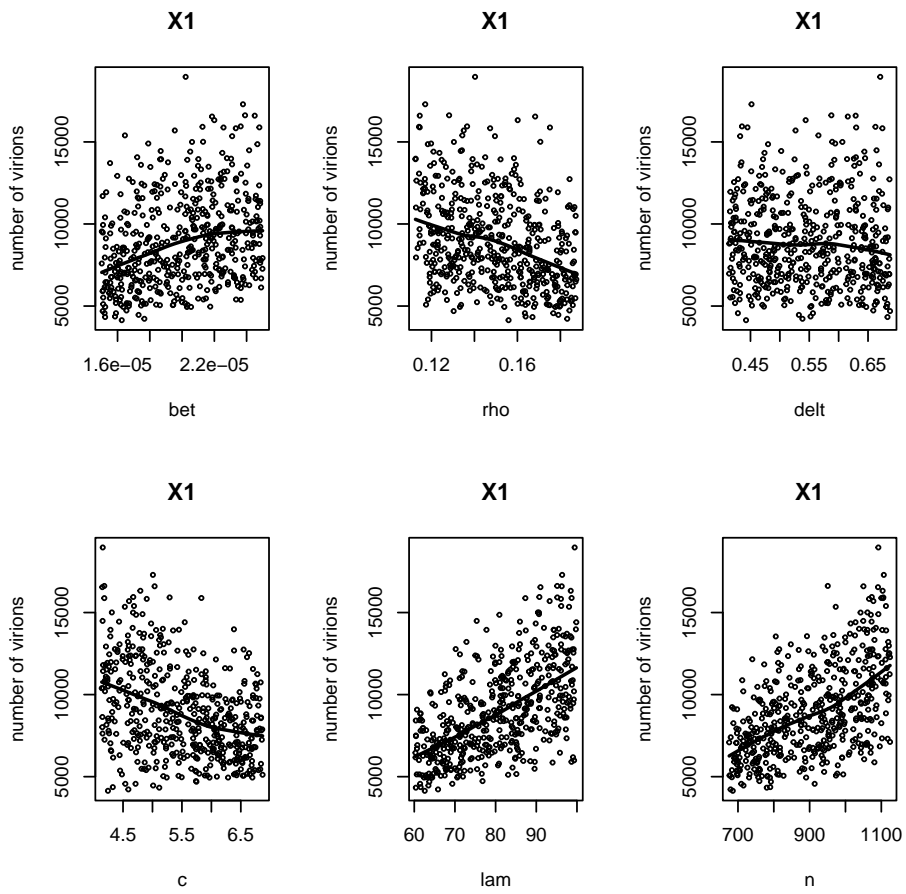 X1
number of virions
5000 10000 15000
1.6e−05 2.2e−05
bet
X1
number of virions
5000 10000 15000
0.12 0.16
rho
X1
number of virions
5000 10000 15000
0.45 0.55 0.65
delt
X1
number of virions
5000 10000 15000
4.5 5.5 6.5
c
X1
number of virions
5000 10000 15000
60 70 80 90
lam
X1
number of virions
5000 10000 15000
700 900 1100
n